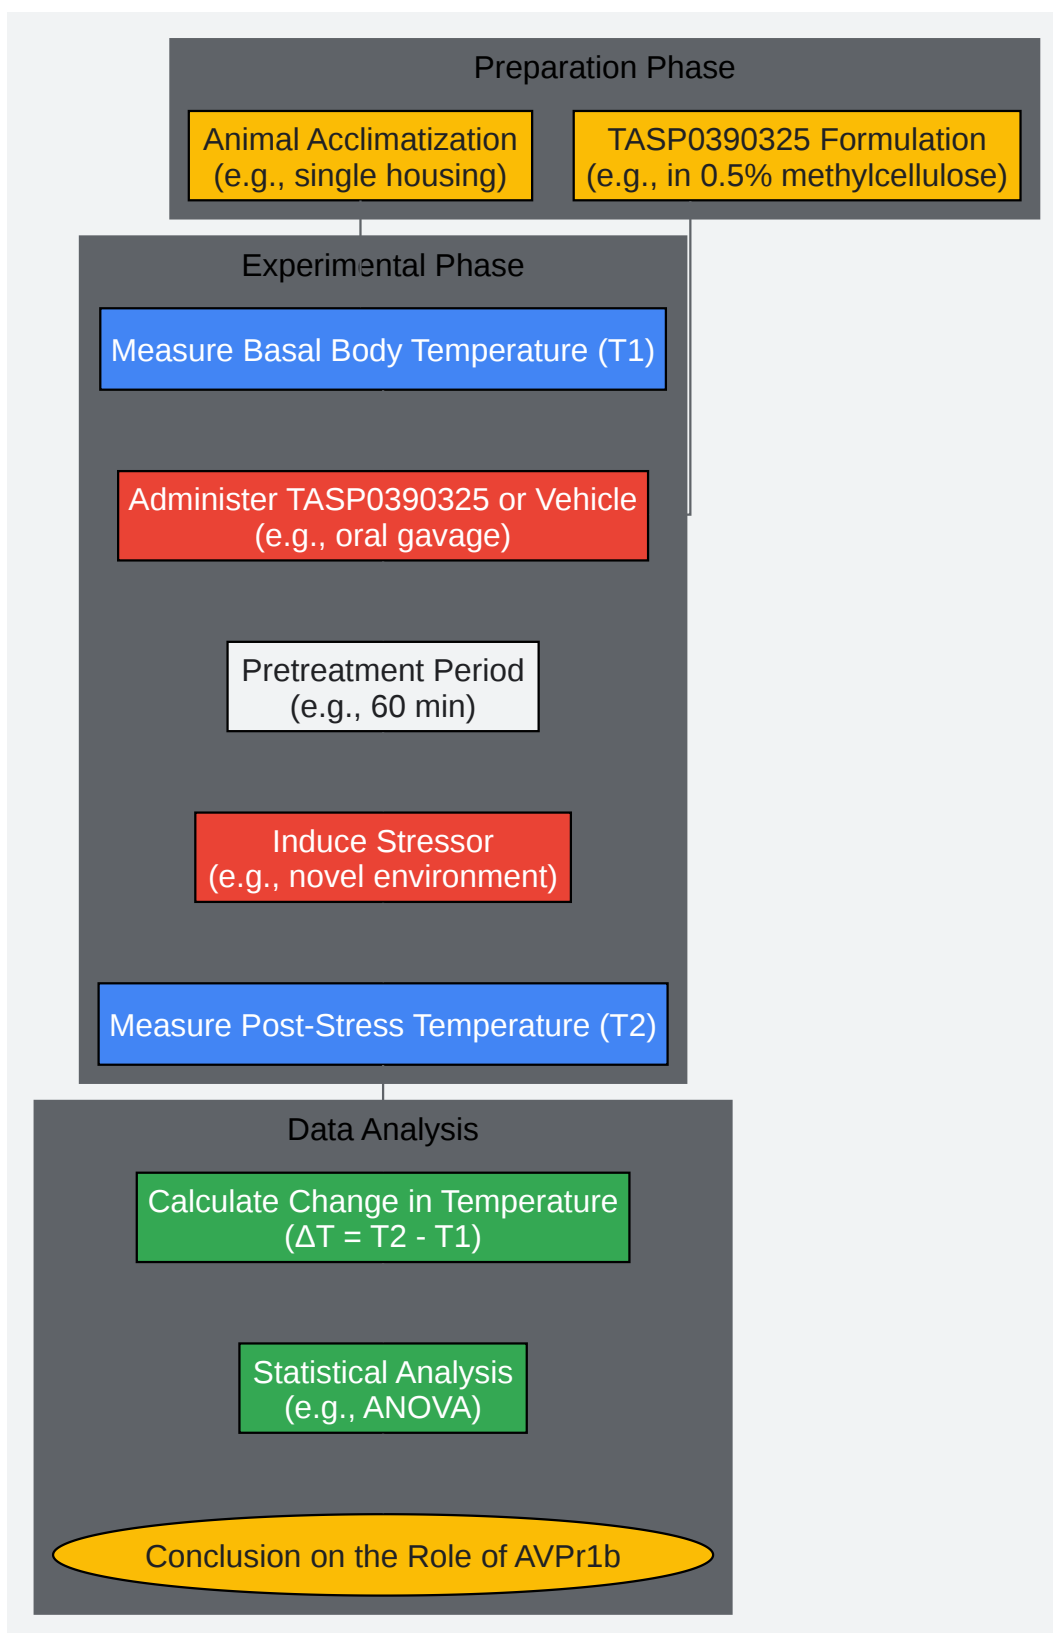 Preparation Phase
Animal Acclimatization
(e.g., single housing)
TASP0390325 Formulation
(e.g., in 0.5% methylcellulose)
Experimental Phase
Measure Basal Body Temperature (T1)
Administer TASP0390325 or Vehicle
(e.g., oral gavage)
Pretreatment Period
(e.g., 60 min)
Induce Stressor
(e.g., novel environment)
Measure Post-Stress Temperature (T2)
Data Analysis
Calculate Change in Temperature
(ΔT = T2 - T1)
Statistical Analysis
(e.g., ANOVA)
Conclusion on the Role of AVPr1b